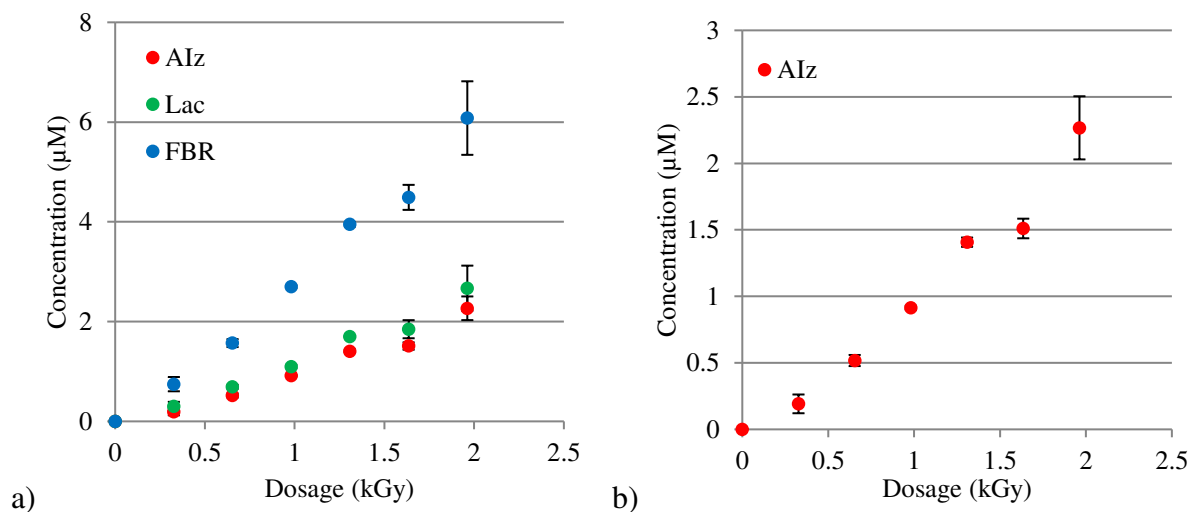 8
6
4
2
0
AIz
Lac
FBR
Concentration (µM)
0
0.5
1
1.5
2
2.5
Dosage (kGy)
a)
3
2.5
2
1.5
1
0.5
0
AIz
Concentration (µM)
0
0.5
1
1.5
2
2.5
Dosage (kGy)
b)